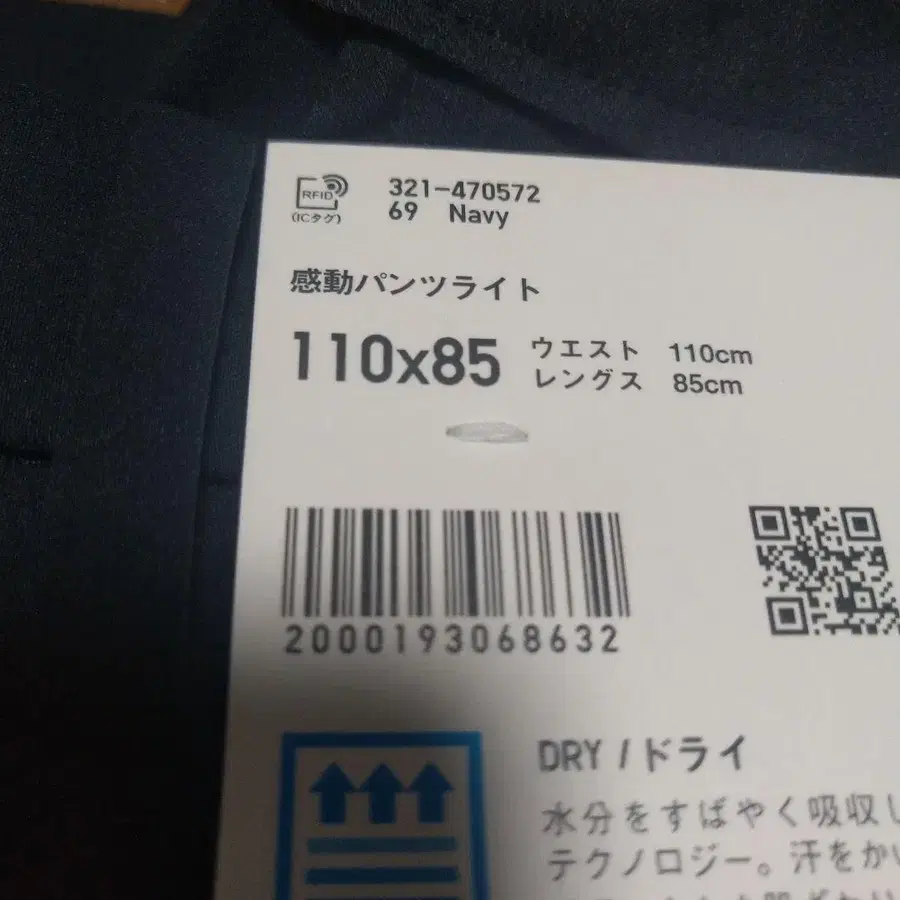 RFID
(ICタグ)
321-470572
69 Navy
感動パンツライト
110x85
ウエスト 110cm
レングス 85cm
2000193068632
DRY / ドライ
水分をすばやく吸収し
テクノロジー。汗をか